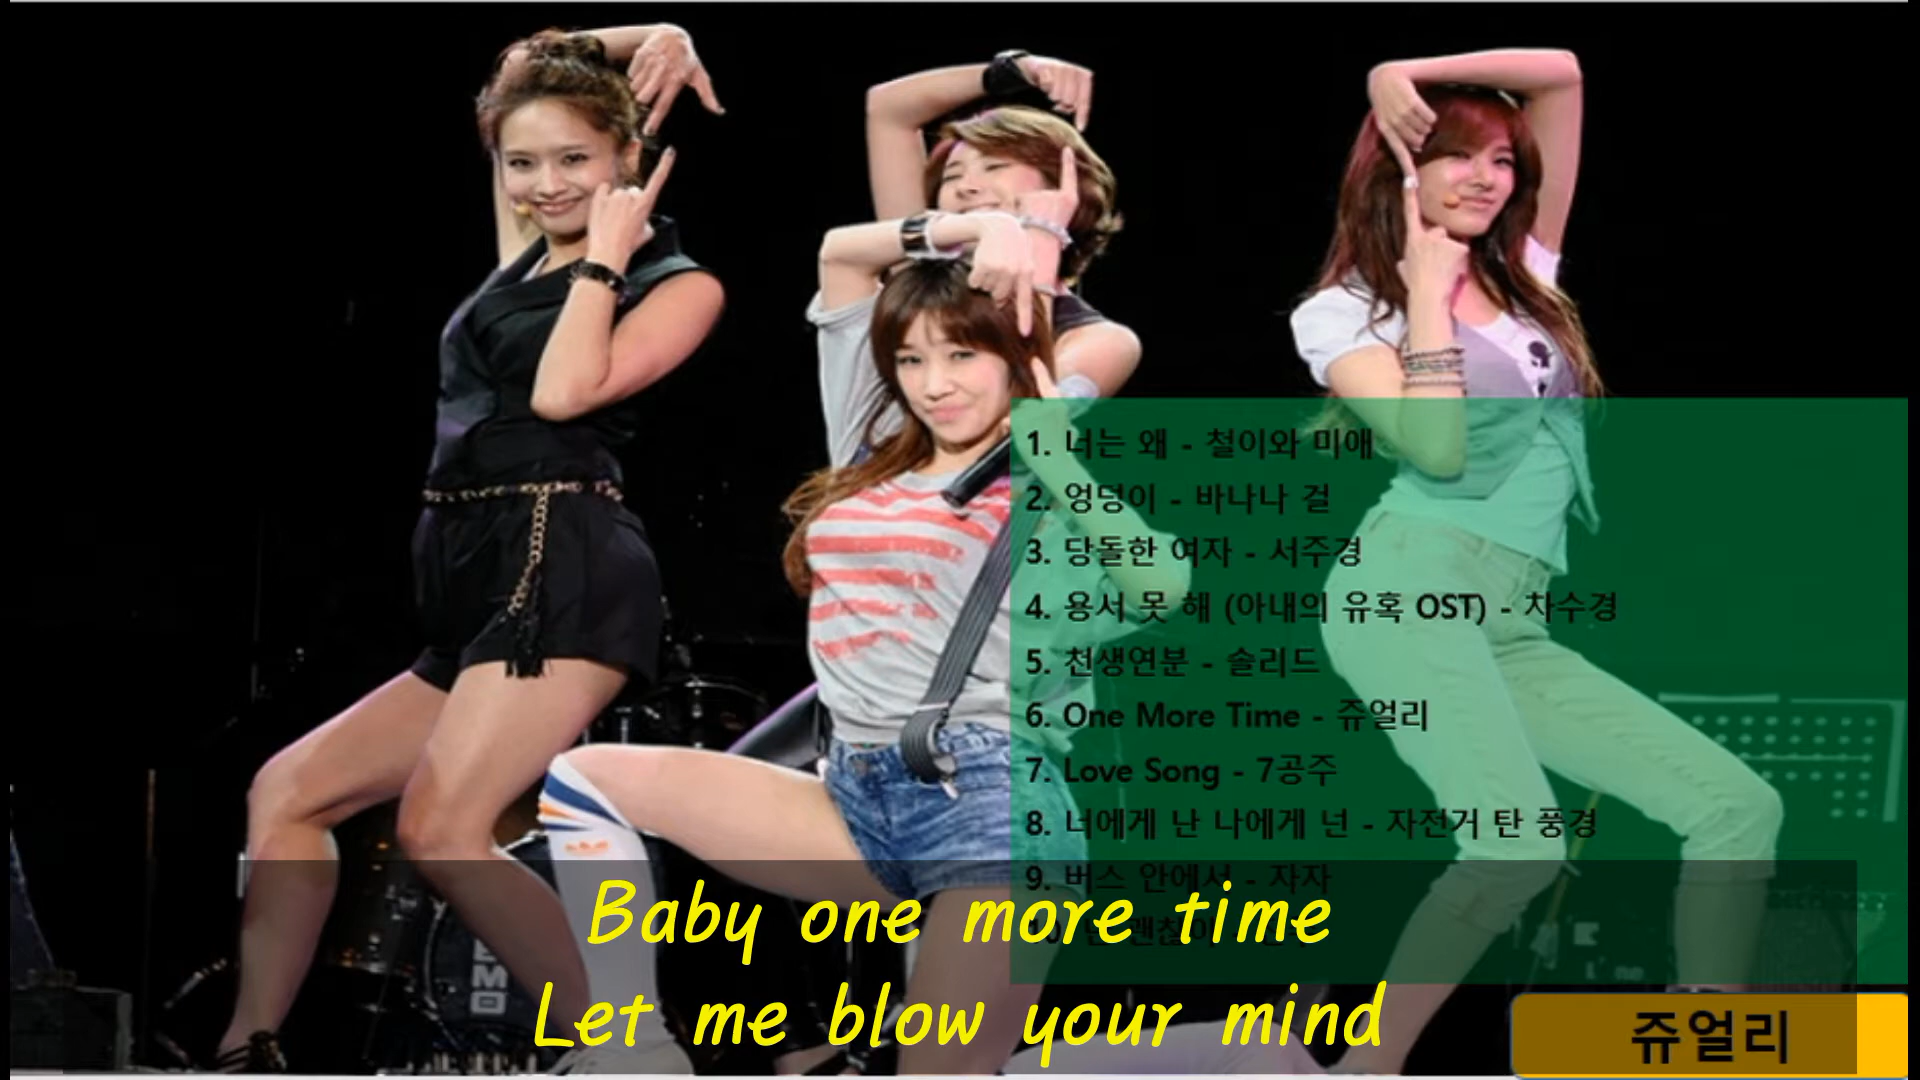 1. 너는 왜 - 철이와 미애
2. 엉덩이 - 바나나 걸
3. 당돌한 여자 - 서주경
4. 용서 못 해 (아내의 유혹 OST) - 차수경
5. 천생연분 - 솔리드
6. One More Time - 쥬얼리
7. Love Song - 7공주
8. 너에게 난 나에게 넌 - 자전거 탄 풍경
9. 버스 안에서 - 자자
Baby one more time
Let me blow your mind
쥬얼리